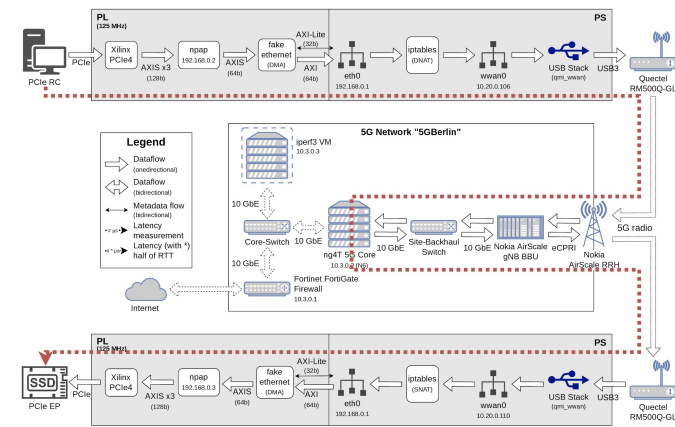 PL
(125 MHz)
PS
PCIe RC
PCIe
Xilinx
PCIe4
AXIS x3
(128b)
npap
192.168.0.2
AXIS
(64b)
fake
ethernet
(DMA)
AXI-Lite
(32b)
AXI
(64b)
eth0
192.168.0.1
iptables
(DNAT)
wwan0
10.20.0.106
USB Stack
(qmi_wwan)
USB3
Quectel
RM500Q-GL
Legend
Dataflow
(onedirectional)
Dataflow
(bidirectional)
Metadata flow
(bidirectional)
Latency
measurement
Latency (with *)
half of RTT
5G Network "5GBerlin"
iperf3 VM
10.3.0.3
10 GbE
Core-Switch
10 GbE
10 GbE
ng4T 5G Core
10.3.0.2 (N6)
10 GbE
Site-Backhaul
Switch
10 GbE
Nokia AirScale
gNB BBU
eCPRI
Nokia
AirScale RRH
5G radio
Fortinet FortiGate
Firewall
10.3.0.1
Internet
PL
(125 MHz)
PS
SSD
PCIe EP
PCIe
Xilinx
PCIe4
AXIS x3
(128b)
npap
192.168.0.3
AXIS
(64b)
fake
ethernet
(DMA)
AXI-Lite
(32b)
AXI
(64b)
eth0
192.168.0.1
iptables
(SNAT)
wwan0
10.20.0.110
USB Stack
(qmi_wwan)
USB3
Quectel
RM500Q-GL